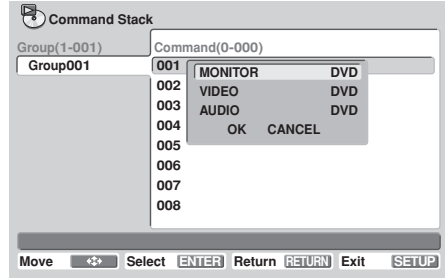 Command Stack
Group(1-001) Command(0-000)
Group001
001
MONITOR DVD
002
VIDEO DVD
003
AUDIO DVD
004
OK CANCEL
005
006
007
008
Move Select ENTER Return RETURN Exit SETUP